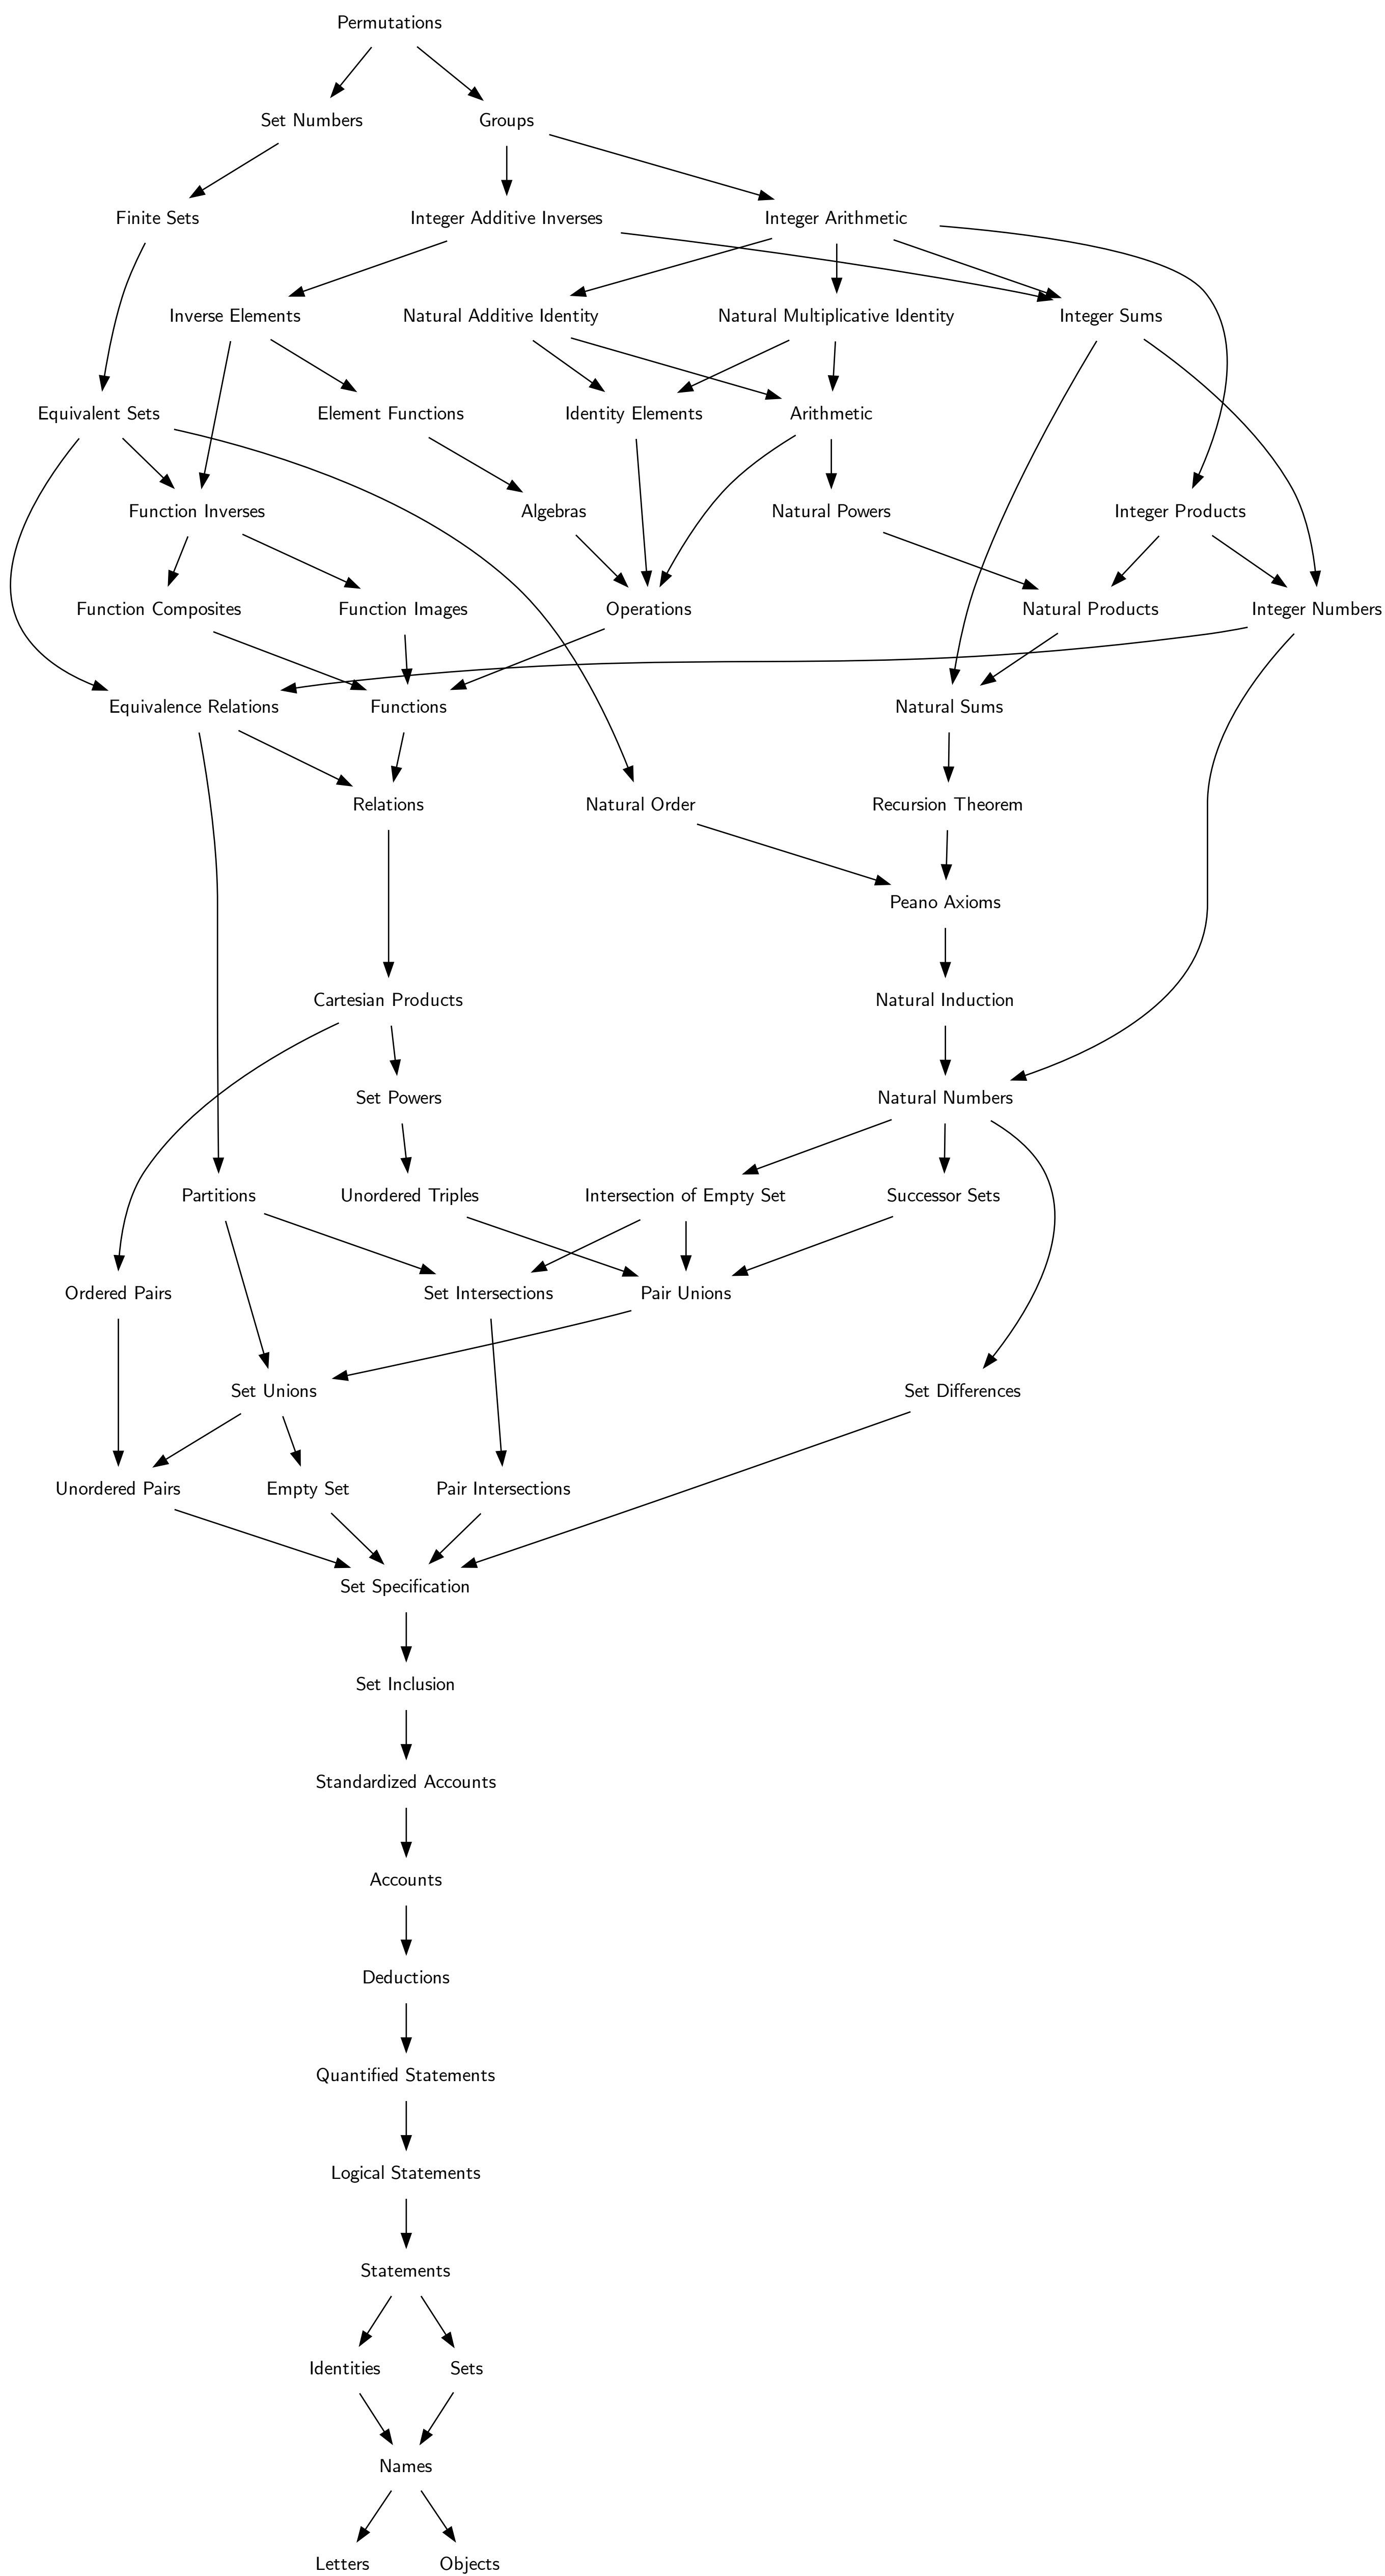 Permutations
Set Numbers
Groups
Finite Sets
Integer Additive Inverses
Integer Arithmetic
Inverse Elements
Natural Additive Identity
Natural Multiplicative Identity
Integer Sums
Equivalent Sets
Element Functions
Identity Elements
Arithmetic
Function Inverses
Algebras
Natural Powers
Integer Products
Function Composites
Function Images
Operations
Natural Products
Integer Numbers
Equivalence Relations
Functions
Natural Sums
Relations
Natural Order
Recursion Theorem
Peano Axioms
Cartesian Products
Natural Induction
Set Powers
Natural Numbers
Partitions
Unordered Triples
Intersection of Empty Set
Successor Sets
Ordered Pairs
Set Intersections
Pair Unions
Set Unions
Set Differences
Unordered Pairs
Empty Set
Pair Intersections
Set Specification
Set Inclusion
Standardized Accounts
Accounts
Deductions
Quantified Statements
Logical Statements
Statements
Identities
Sets
Names
Letters
Objects